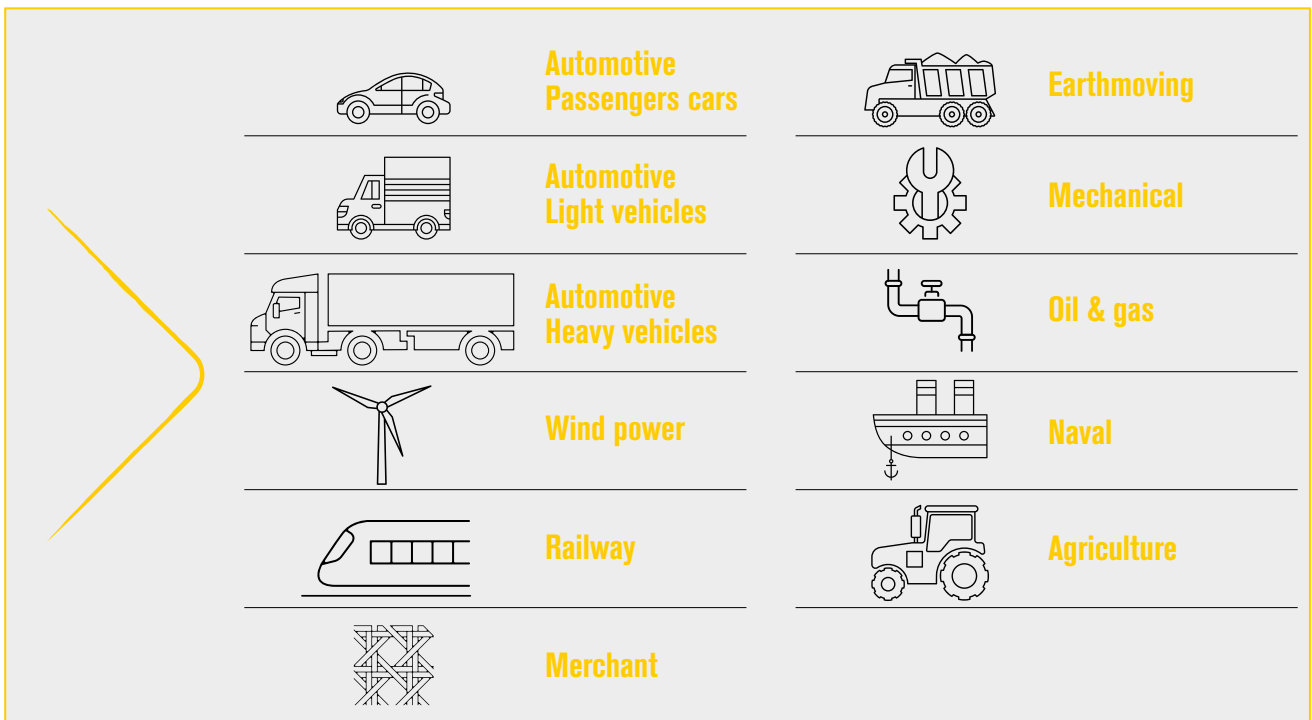 Automotive
Passengers cars
Automotive
Light vehicles
Automotive
Heavy vehicles
Wind power
Railway
Merchant
Earthmoving
Mechanical
Oil & gas
Naval
Agriculture